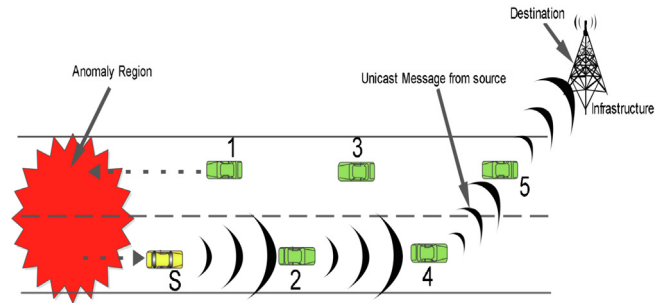 Destination
Anomaly Region
Unicast Message from source
Infrastructure
1
3
5
S
2
4